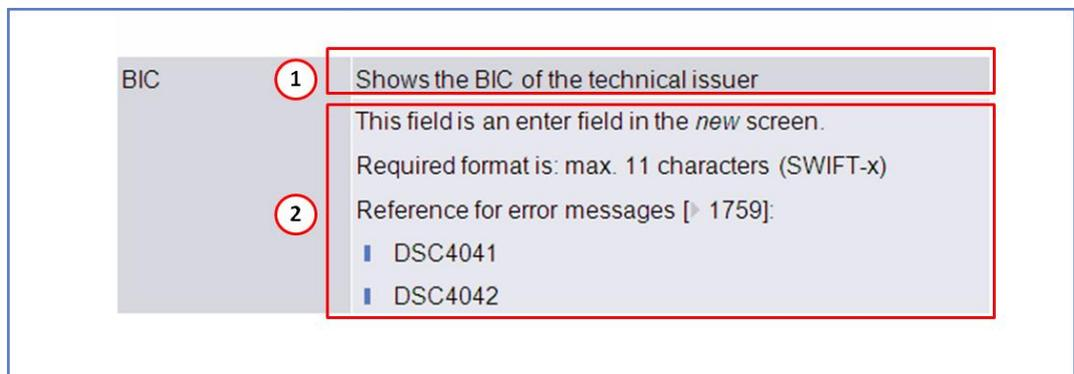 BIC
1
Shows the BIC of the technical issuer
This field is an enter field in the new screen.
Required format is: max. 11 characters (SWIFT-x)
2
Reference for error messages [ 1759]:
DSC4041
DSC4042